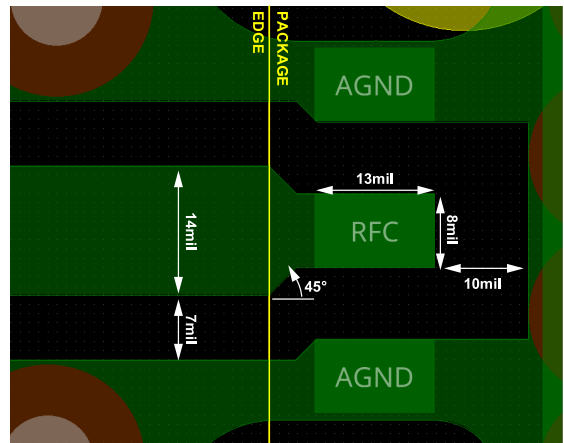 PACKAGE
EDGE
AGND
13mil
14mil
RFC
8mil
45°
10mil
7mil
AGND